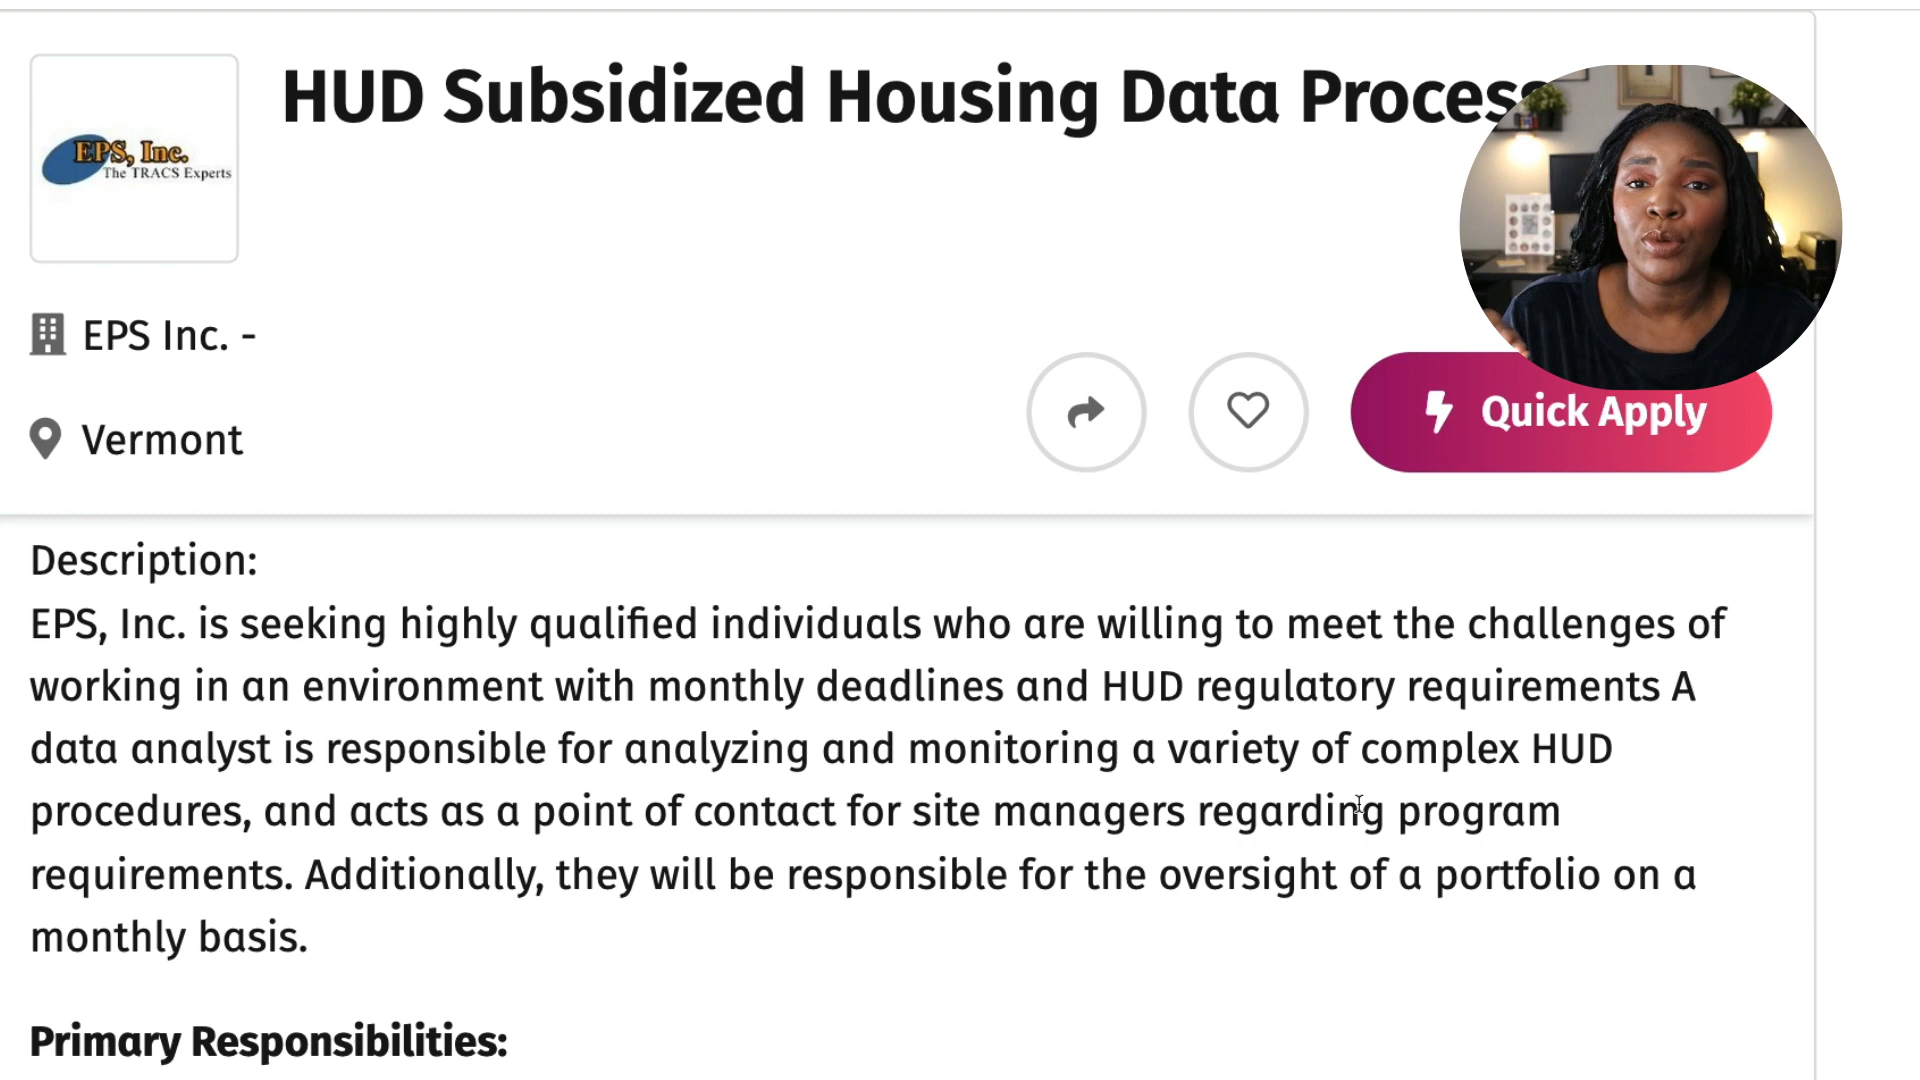 HUD Subsidized Housing Data
EPS, Inc.
The TRACS Experts
EPS Inc. -
Vermont
Quick Apply
Description:
EPS, Inc. is seeking highly qualified individuals who are willing to meet the challenges of
working in an environment with monthly deadlines and HUD regulatory requirements A
data analyst is responsible for analyzing and monitoring a variety of complex HUD
procedures, and acts as a point of contact for site managers regarding program
requirements. Additionally, they will be responsible for the oversight of a portfolio on a
monthly basis.
Primary Responsibilities: